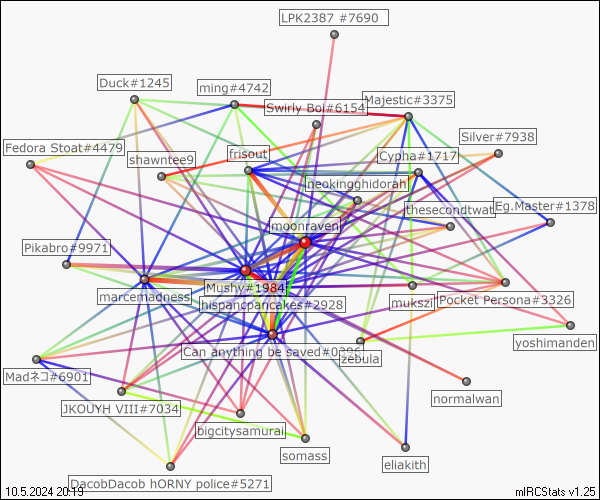 LPK2387 #7690
Duck#1245
ming#4742
Majestic#3375
Swirly Boi#6154
Silver#7938
Fedora Stoat#4479
shawntee9
frisout
Cypha#1717
neokingghidorah
thesecondtwah
Eg.Master#1378
moonraven
Pikabro#9971
Mushy#1984
marcemadness
hispancpancakes#2928
mukszil
Pocket Persona#3326
yoshimanden
Can anything be saved#0
zebula
Madネコ#6901
normalwan
JKOUYH VIII#7034
bigcitysamurai
somass
eliakith
DacobDacob hORNY police#5271
10.5.2024 20:19
mIRCStats v1.25